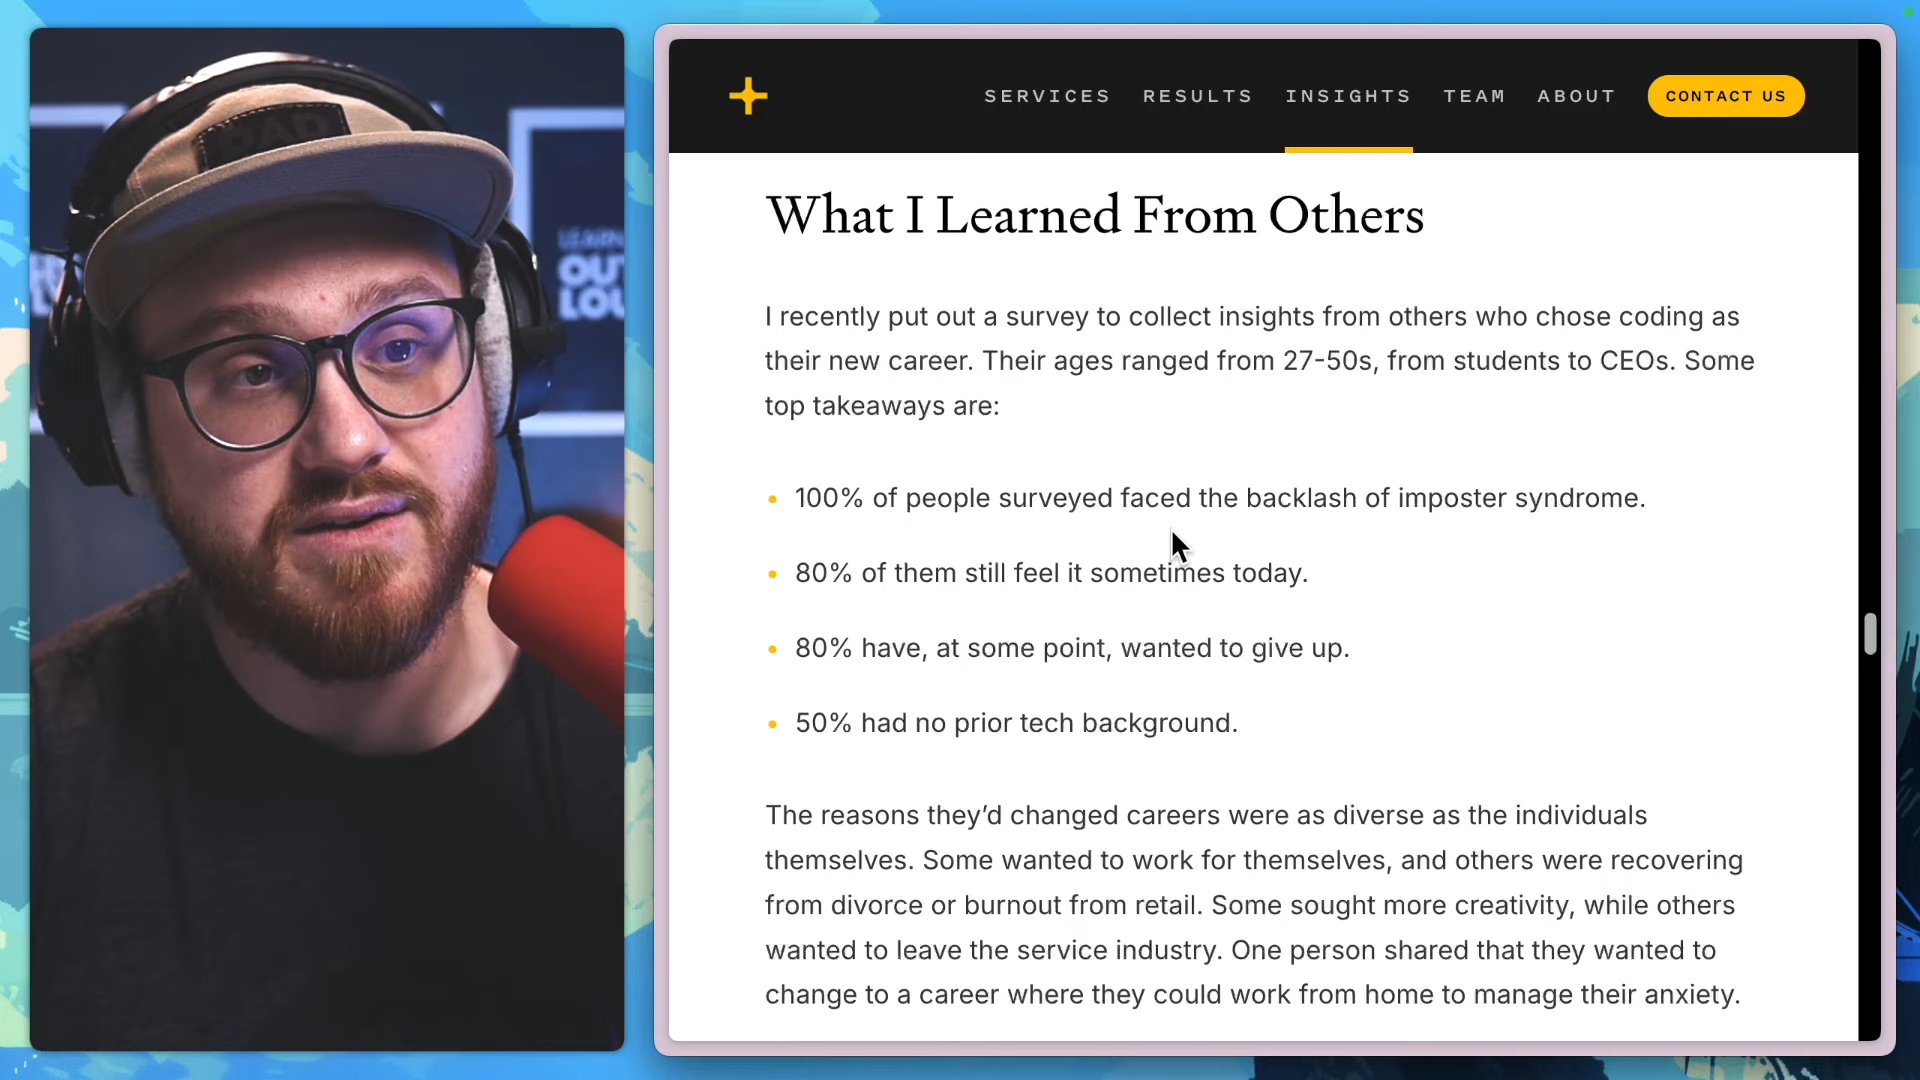 DAD
LEARN
OUT
LOU
SERVICES RESULTS INSIGHTS TEAM ABOUT CONTACT US
What I Learned From Others
I recently put out a survey to collect insights from others who chose coding as
their new career. Their ages ranged from 27-50s, from students to CEOs. Some
top takeaways are:
• 100% of people surveyed faced the backlash of imposter syndrome.
• 80% of them still feel it sometimes today.
• 80% have, at some point, wanted to give up.
• 50% had no prior tech background.
The reasons they’d changed careers were as diverse as the individuals
themselves. Some wanted to work for themselves, and others were recovering
from divorce or burnout from retail. Some sought more creativity, while others
wanted to leave the service industry. One person shared that they wanted to
change to a career where they could work from home to manage their anxiety.